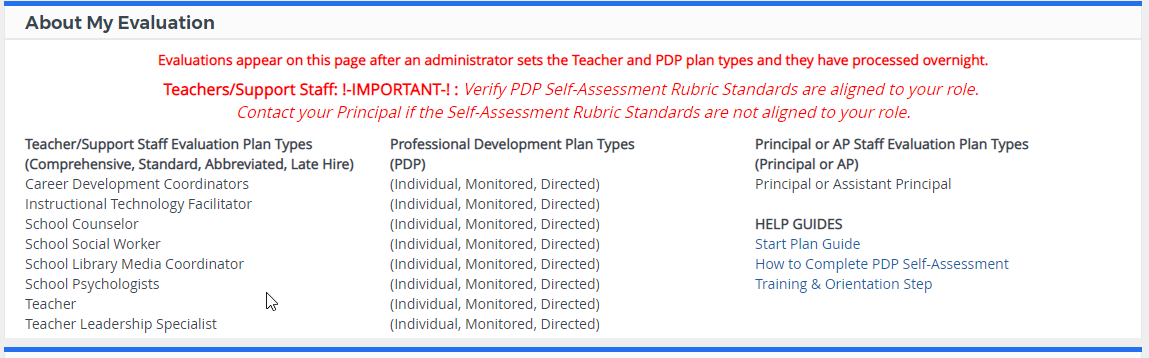 About My Evaluation
Evaluations appear on this page after an administrator sets the Teacher and PDP plan types and they have processed overnight.
Teachers/Support Staff: !-IMPORTANT-! : Verify PDP Self-Assessment Rubric Standards are aligned to your role.
Contact your Principal if the Self-Assessment Rubric Standards are not aligned to your role.
Teacher/Support Staff Evaluation Plan Types
(Comprehensive, Standard, Abbreviated, Late Hire)
Career Development Coordinators
Instructional Technology Facilitator
School Counselor
School Social Worker
School Library Media Coordinator
School Psychologists
Teacher
Teacher Leadership Specialist
Professional Development Plan Types
(PDP)
(Individual, Monitored, Directed)
(Individual, Monitored, Directed)
(Individual, Monitored, Directed)
(Individual, Monitored, Directed)
(Individual, Monitored, Directed)
(Individual, Monitored, Directed)
(Individual, Monitored, Directed)
(Individual, Monitored, Directed)
Principal or AP Staff Evaluation Plan Types
(Principal or AP)
Principal or Assistant Principal
HELP GUIDES
Start Plan Guide
How to Complete PDP Self-Assessment
Training & Orientation Step